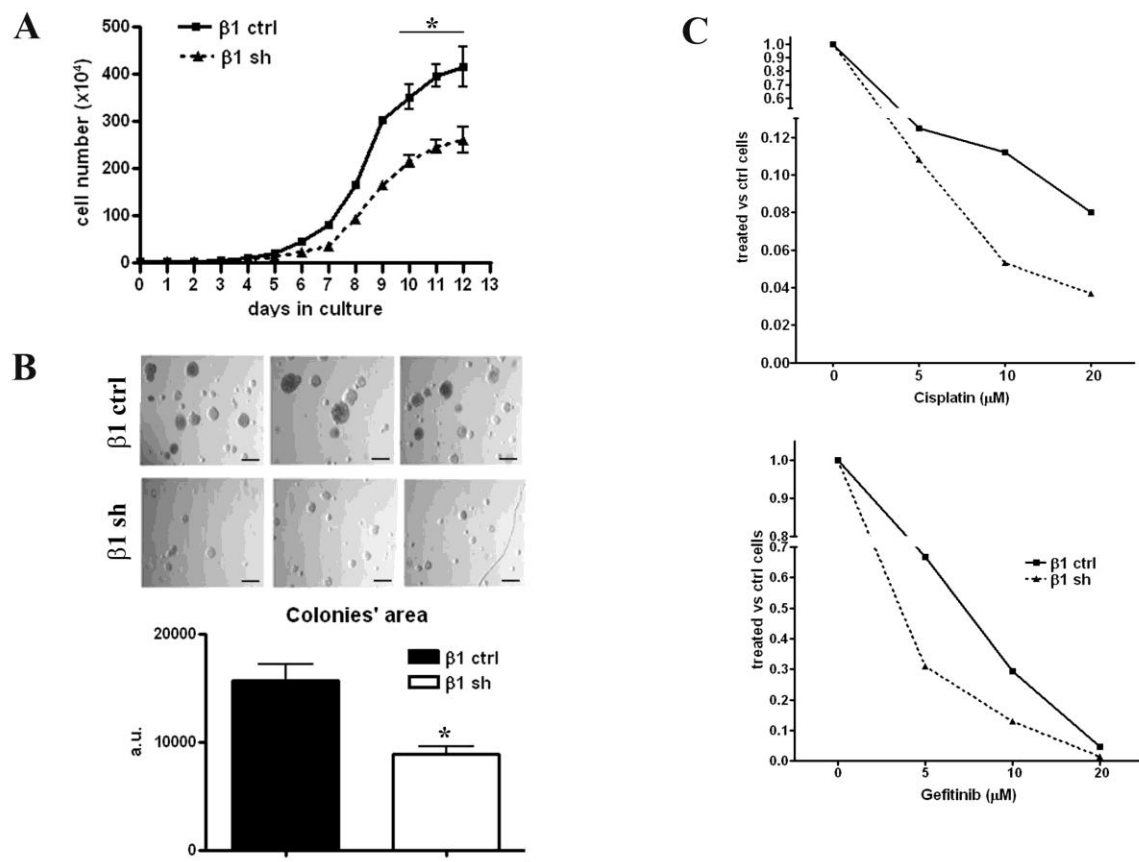 A
β1 ctrl
β1 sh
*
cell number (x10⁴)
500
400
300
200
100
0
0 1 2 3 4 5 6 7 8 9 10 11 12 13
days in culture
B
β1 ctrl
β1 sh
Colonies' area
β1 ctrl
β1 sh
*
a.u.
20000
10000
0
C
treated vs ctrl cells
1.0
0.9
0.8
0.7
0.6
0.12
0.10
0.08
0.06
0.04
0.02
0.00
0 5 10 20
Cisplatin (μM)
treated vs ctrl cells
1.0
0.9
0.8
0.7
0.6
0.5
0.4
0.3
0.2
0.1
0.0
β1 ctrl
β1 sh
0 5 10 20
Gefitinib (μM)